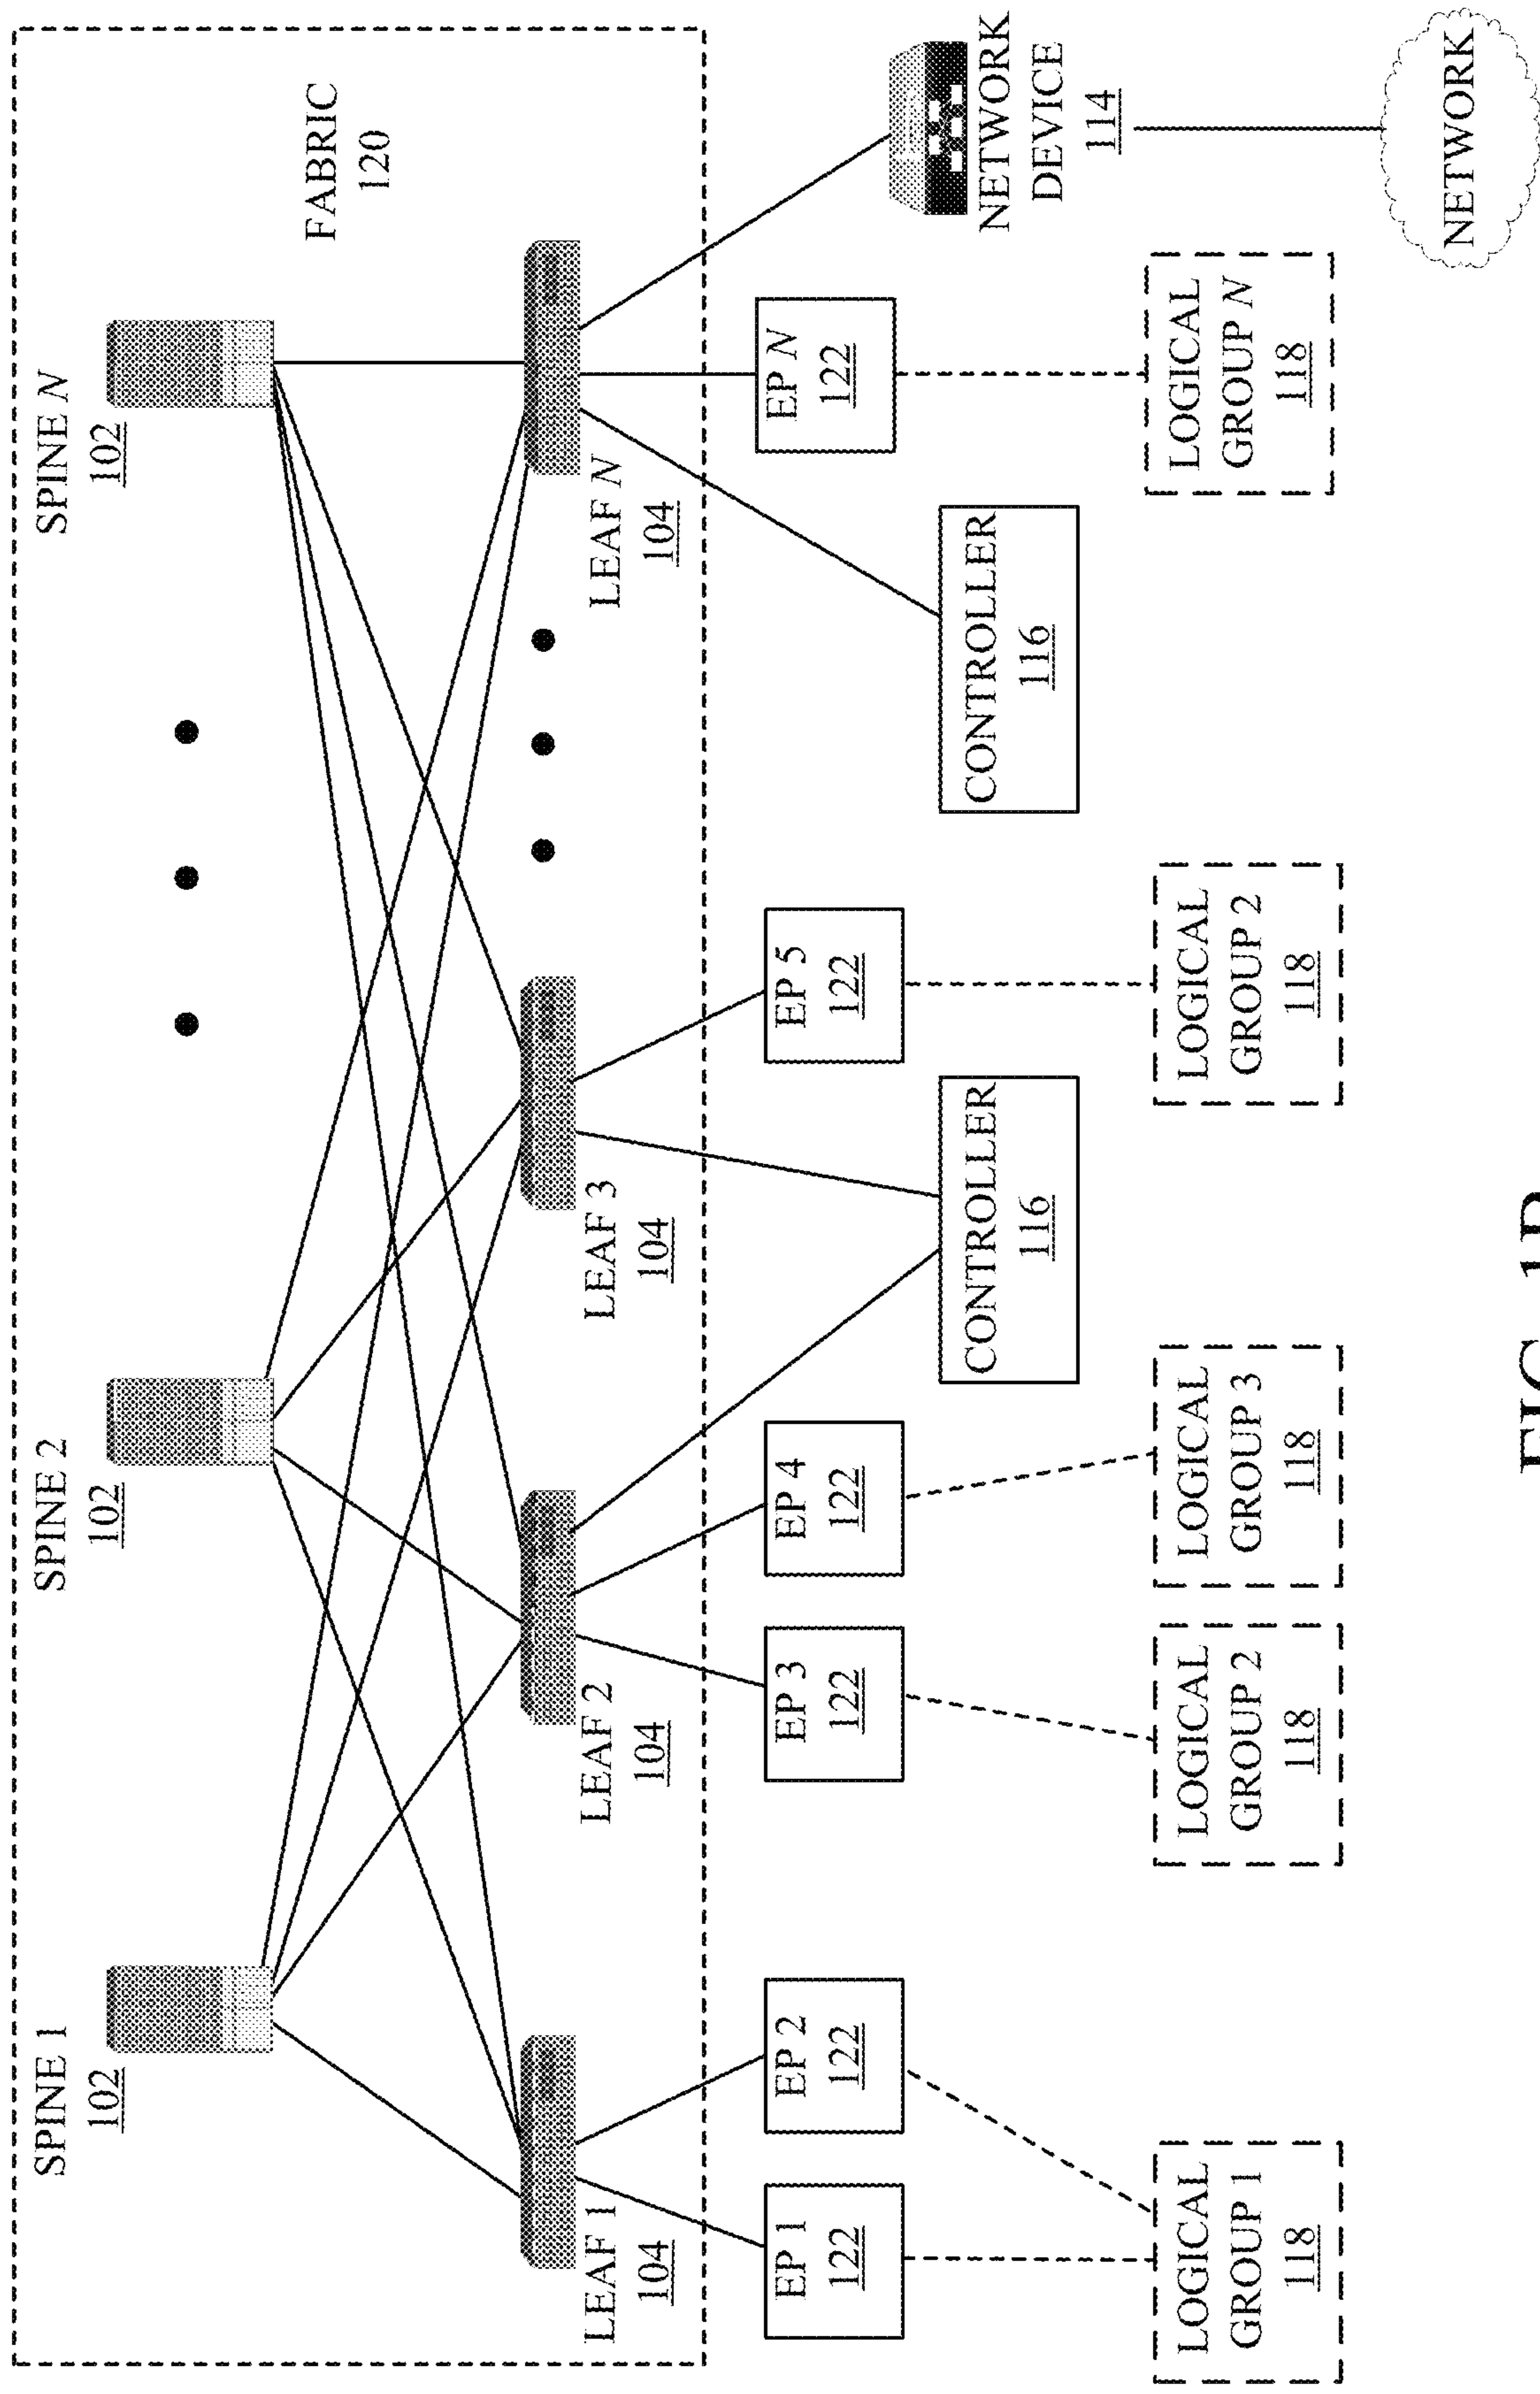 SPINE 1
102
SPINE 2
102
SPINE N
102
FABRIC
120
LEAF 1
104
LEAF 2
104
LEAF 3
104
LEAF N
104
EP 1
122
EP 2
122
EP 3
122
EP 4
122
EP 5
122
EP N
122
CONTROLLER
116
CONTROLLER
116
NETWORK
DEVICE
114
LOGICAL
GROUP 1
118
LOGICAL
GROUP 2
118
LOGICAL
GROUP 3
118
LOGICAL
GROUP 2
118
LOGICAL
GROUP N
118
NETWORK